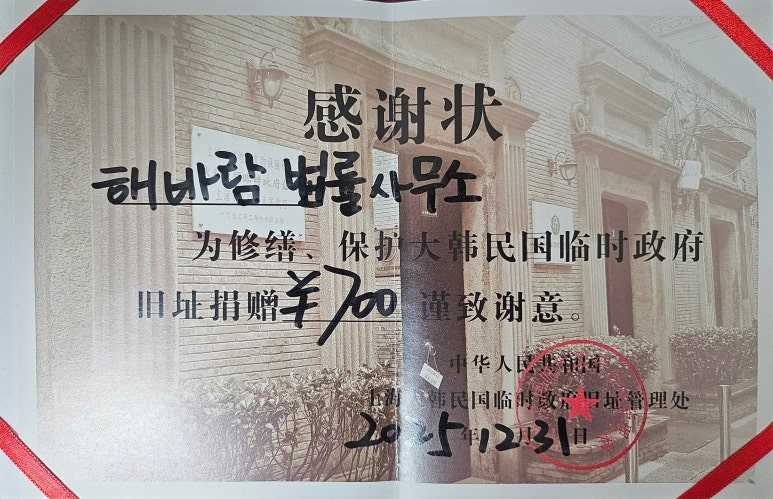 感谢状
해바람 법률사무소
为修缮、保护大韩民国临时政府
旧址捐赠¥700 谨致谢意。
中华人民共和国
上海大韩民国临时政府旧址管理处
2025年12月31日